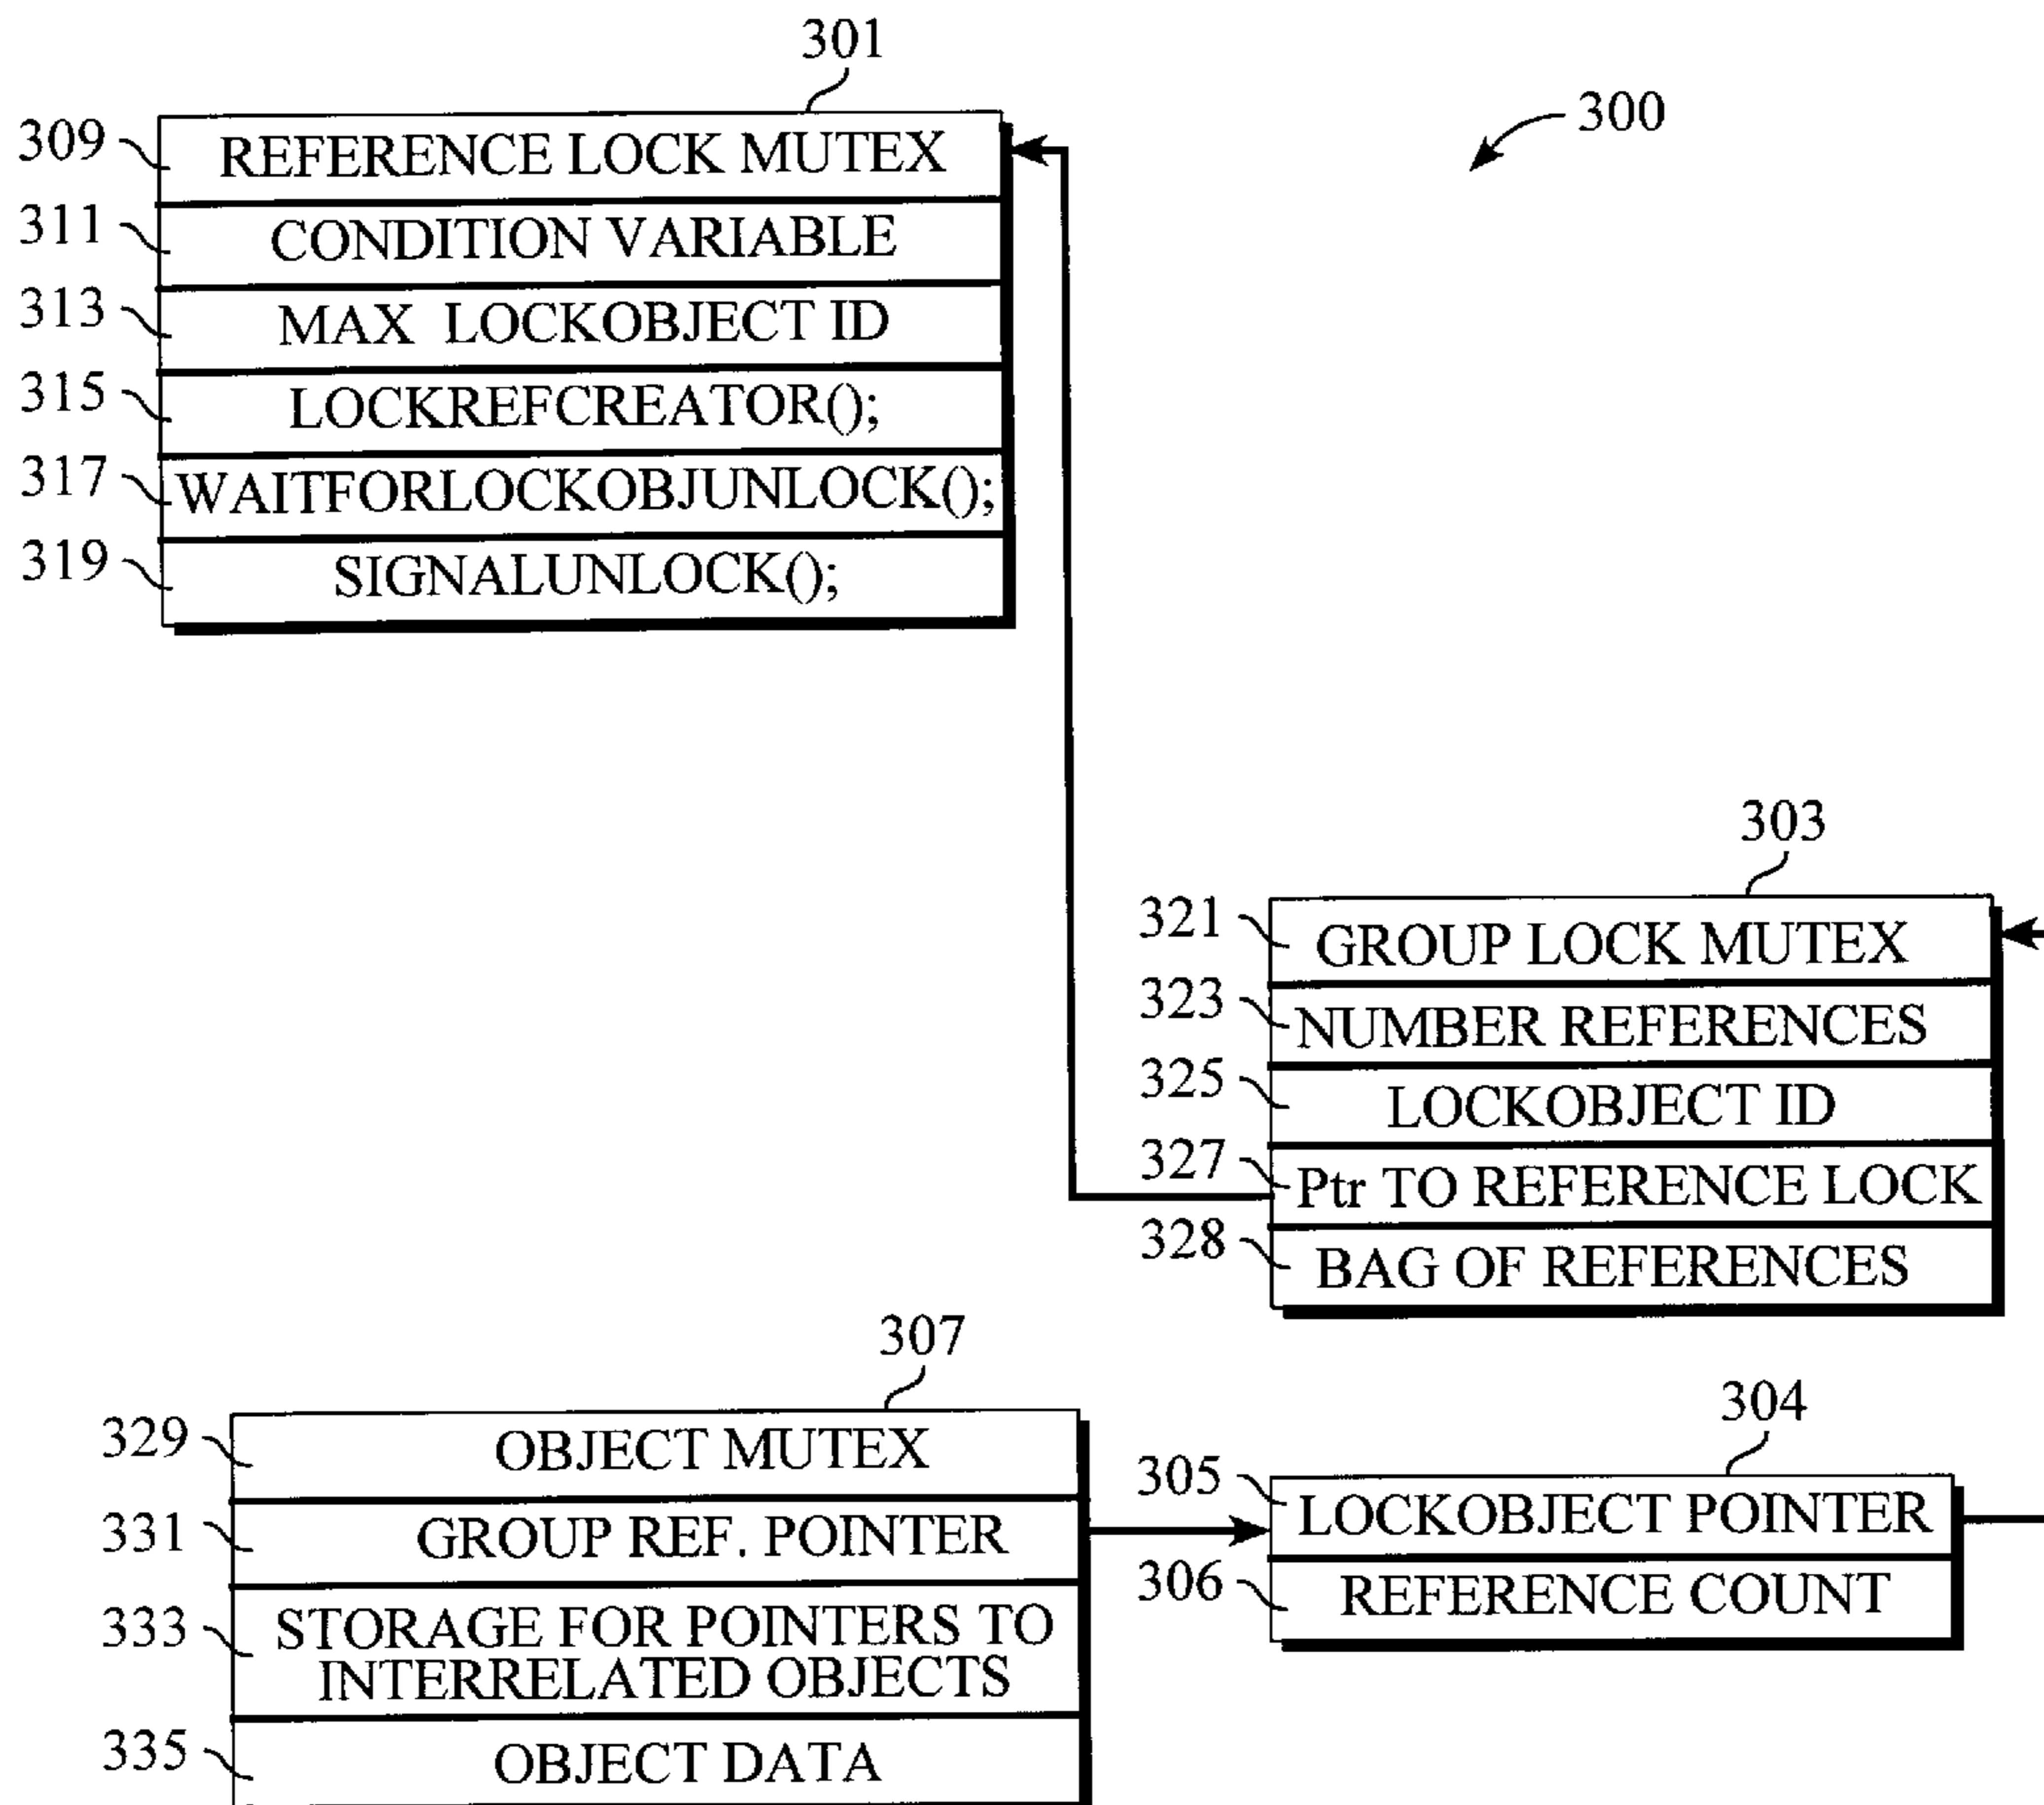 301
300
309 REFERENCE LOCK MUTEX
311 CONDITION VARIABLE
313 MAX LOCKOBJECT ID
315 LOCKREFCREATOR();
317 WAITFORLOCKOBJUNLOCK();
319 SIGNALUNLOCK();
303
321 GROUP LOCK MUTEX
323 NUMBER REFERENCES
325 LOCKOBJECT ID
327 Ptr TO REFERENCE LOCK
328 BAG OF REFERENCES
307
329 OBJECT MUTEX
331 GROUP REF. POINTER
333 STORAGE FOR POINTERS TO
INTERRELATED OBJECTS
335 OBJECT DATA
304
305 LOCKOBJECT POINTER
306 REFERENCE COUNT